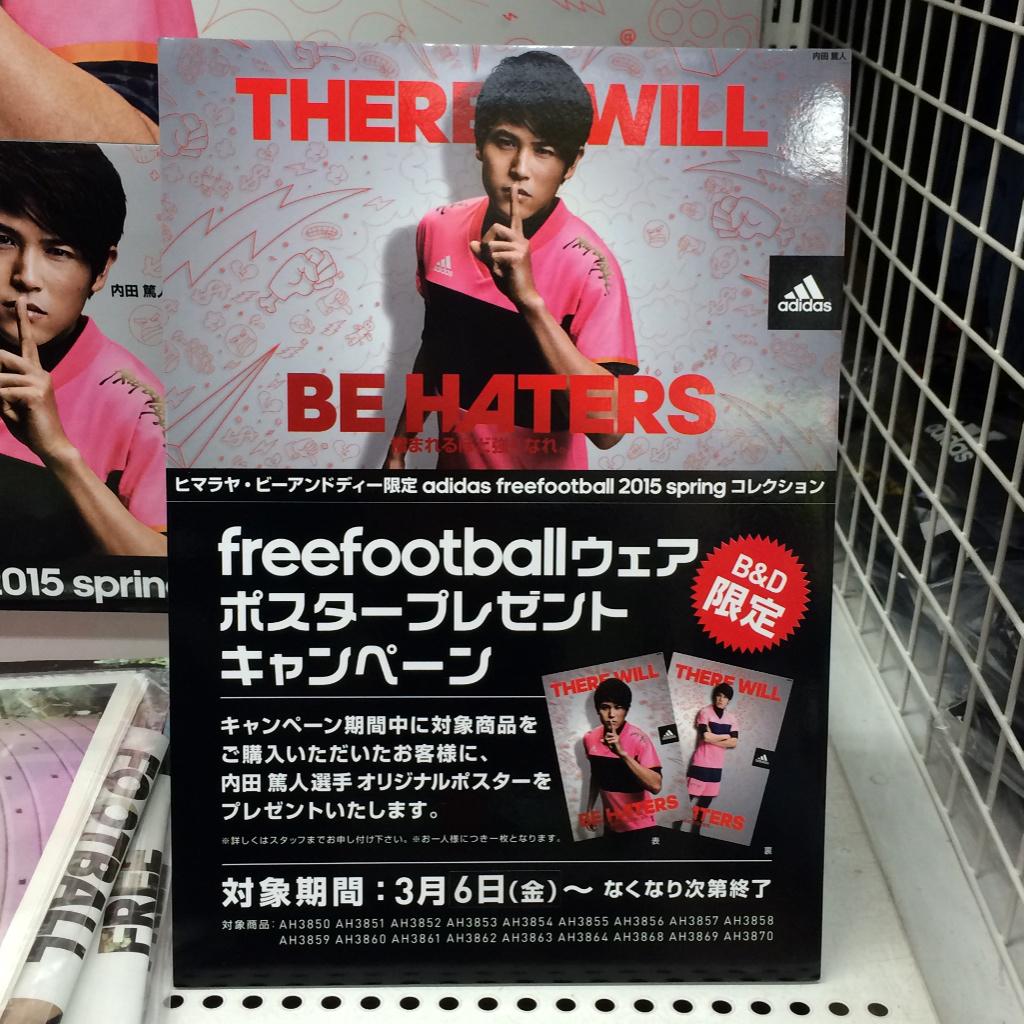 内田 篤人
THERE WILL
adidas
adidas
BE HATERS
ヒマラヤ・ビーアンドディー限定 adidas freefootball 2015 spring コレクション
freefootballウェア
ポスタープレゼント
キャンペーン
B&D
限定
キャンペーン期間中に対象商品を
ご購入いただいたお客様に、
内田 篤人選手 オリジナルポスターを
プレゼントいたします。
※詳しくはスタッフまでお申し付け下さい。※お一人様につき一枚となります。
THERE WILL
BE HATERS
表
THERE WILL
HATERS
裏
対象期間：3月6日(金)～ なくなり次第終了
対象商品：AH3850 AH3851 AH3852 AH3853 AH3854 AH3855 AH3856 AH3857 AH3858
AH3859 AH3860 AH3861 AH3862 AH3863 AH3864 AH3868 AH3869 AH3870
内田 篤
2015 sprin
FOOTBALL
FREE
adidas